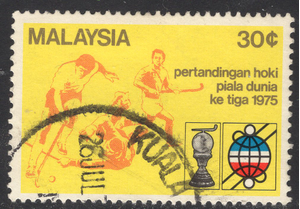 MALAYSIA 30¢
pertandingan hoki
piala dunia
ke tiga 1975
KUALA
26 JUL